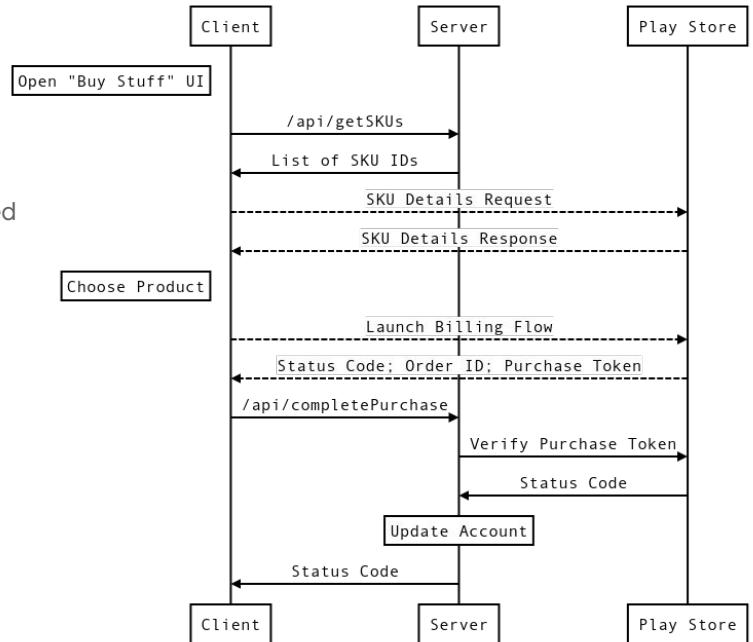 Client
Server
Play Store
Open "Buy Stuff" UI
/api/getSKUs
List of SKU IDs
SKU Details Request
ed
SKU Details Response
Choose Product
Launch Billing Flow
Status Code; Order ID; Purchase Token
/api/completePurchase
Verify Purchase Token
Status Code
Update Account
Status Code
Client
Server
Play Store